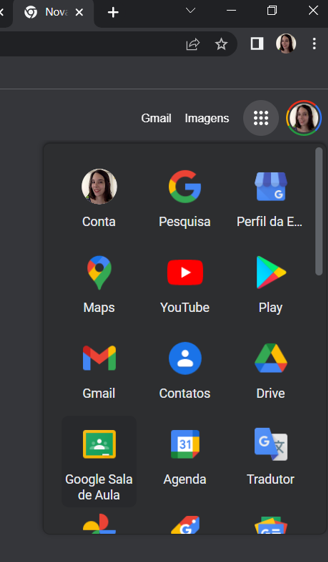 Nova
Gmail Imagens
Conta Pesquisa Perfil da E...
Maps YouTube Play
Gmail Contatos Drive
31
Google Sala
de Aula
Agenda Tradutor